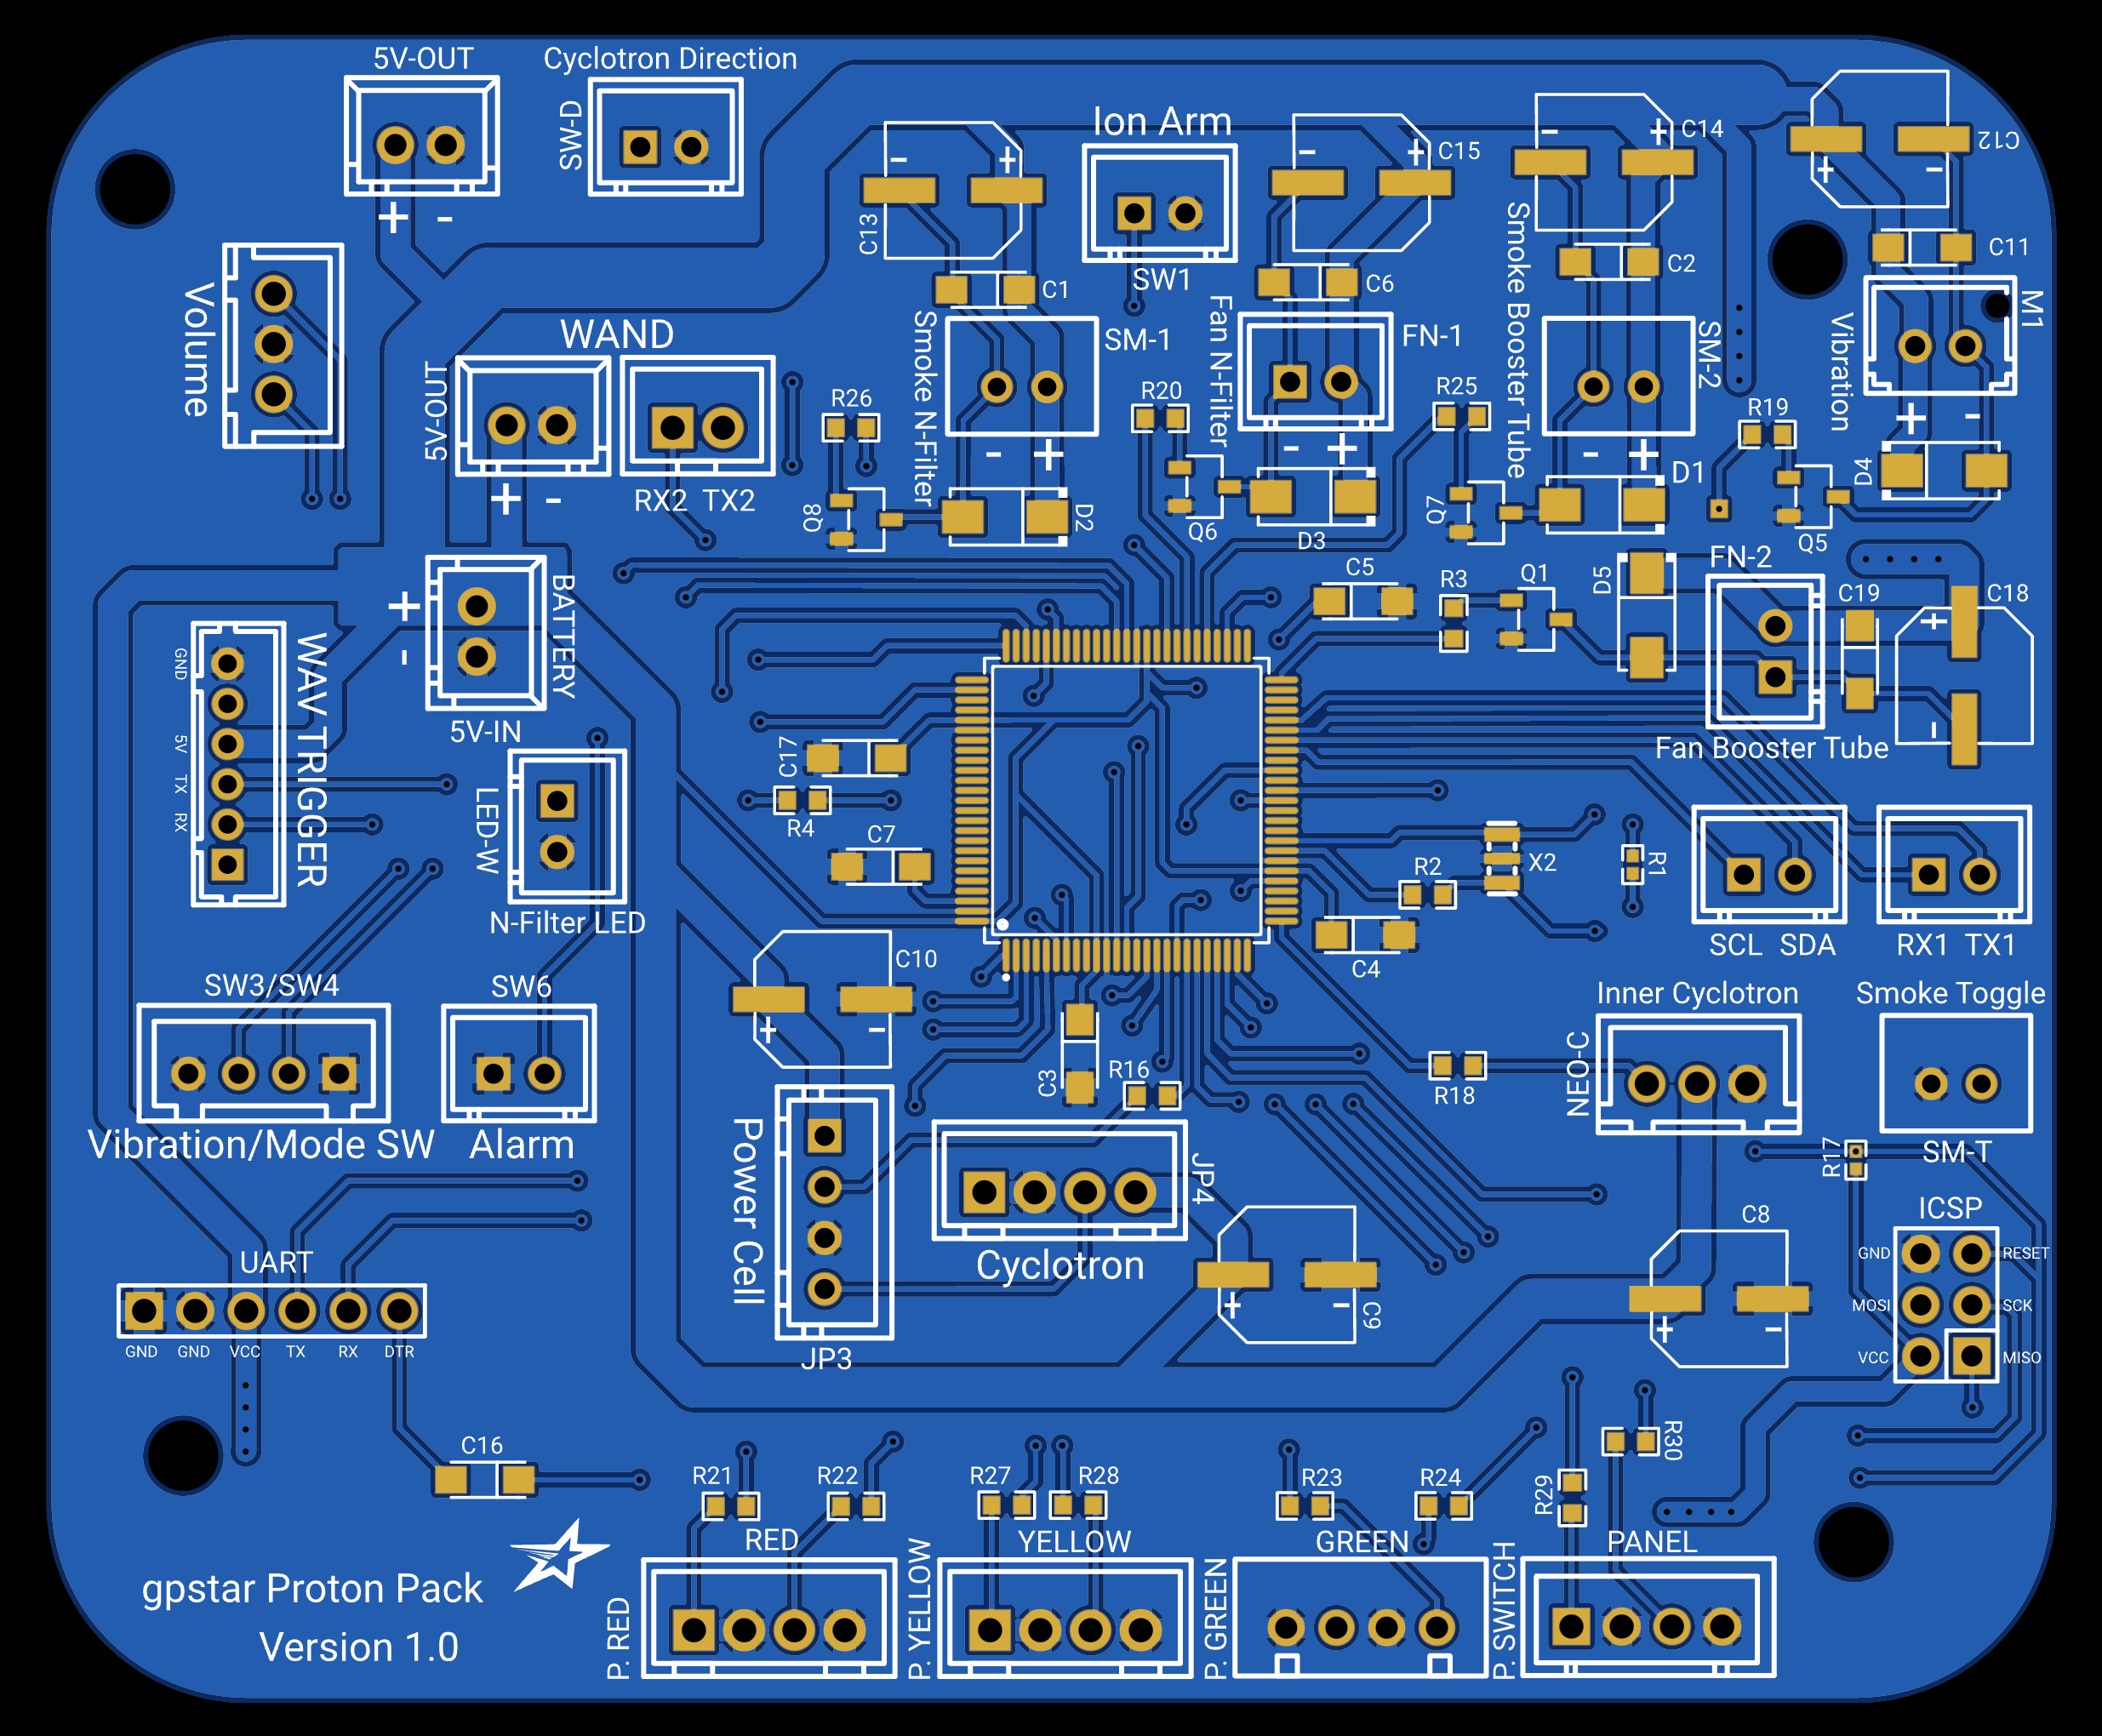 5V-OUT
Cyclotron Direction
SW-D
+ -
C13
- +
Ion Arm
SW1
C15
- +
C14
- +
C12
+ -
C11
Volume
WAND
5V-OUT
+ -
RX2 TX2
C1
Smoke N-Filter
SM-1
- +
R26
Q8
D2
C6
Fan N-Filter
FN-1
- +
R20
Q6
D3
C2
Smoke Booster Tube
SM-2
- +
R25
Q7
D1
M1
Vibration
+ -
R19
D4
Q5
BATTERY
+
-
5V-IN
C5
R3
Q1
D5
FN-2
C19
C18
+
-
Fan Booster Tube
WAV TRIGGER
GND
5V
TX
RX
LED-W
N-Filter LED
C17
R4
C7
R2
X2
R1
C4
SCL SDA
RX1 TX1
SW3/SW4
Vibration/Mode SW
SW6
Alarm
C10
+ -
C3
R16
R18
Inner Cyclotron
NEO-C
Smoke Toggle
SM-T
R17
Power Cell
JP3
JP4
Cyclotron
C9
+ -
C8
+ -
ICSP
GND RESET
MOSI SCK
VCC MISO
UART
GND GND VCC TX RX DTR
C16
R21
R22
R27
R28
R23
R24
R29
R30
RED
P. RED
YELLOW
P. YELLOW
GREEN
P. GREEN
PANEL
P. SWITCH
gpstar Proton Pack
Version 1.0